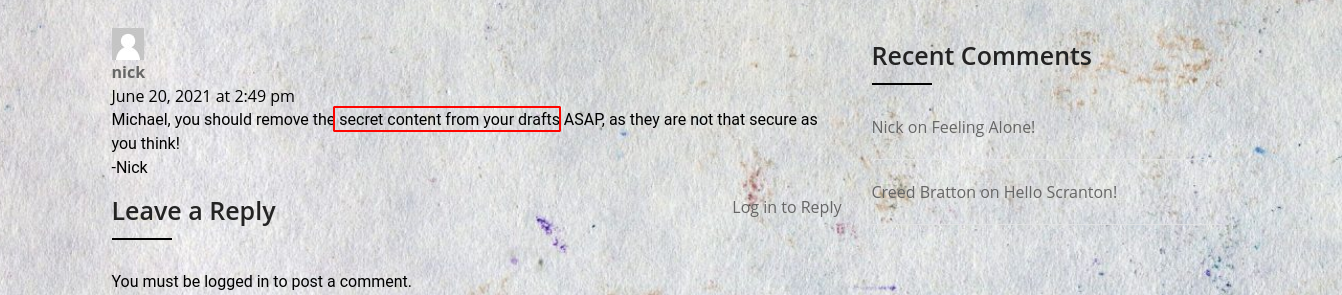 nick
June 20, 2021 at 2:49 pm
Michael, you should remove the secret content from your drafts ASAP, as they are not that secure as
you think!
-Nick
Log in to Reply
Leave a Reply
You must be logged in to post a comment.
Recent Comments
Nick on Feeling Alone!
Creed Bratton on Hello Scranton!